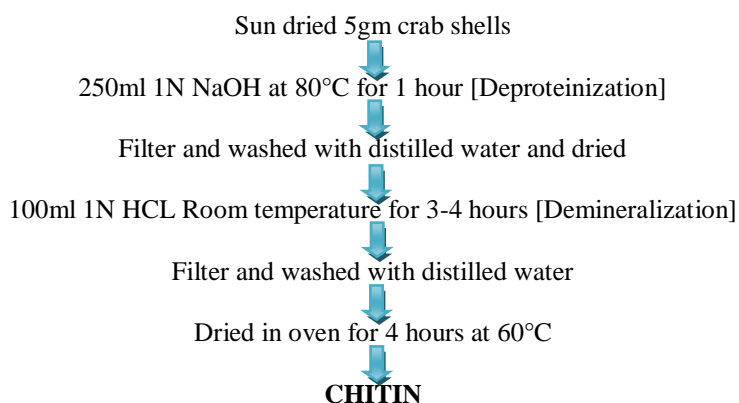 Sun dried 5gm crab shells
250ml 1N NaOH at 80°C for 1 hour [Deproteinization]
Filter and washed with distilled water and dried
100ml 1N HCL Room temperature for 3-4 hours [Demineralization]
Filter and washed with distilled water
Dried in oven for 4 hours at 60°C
CHITIN